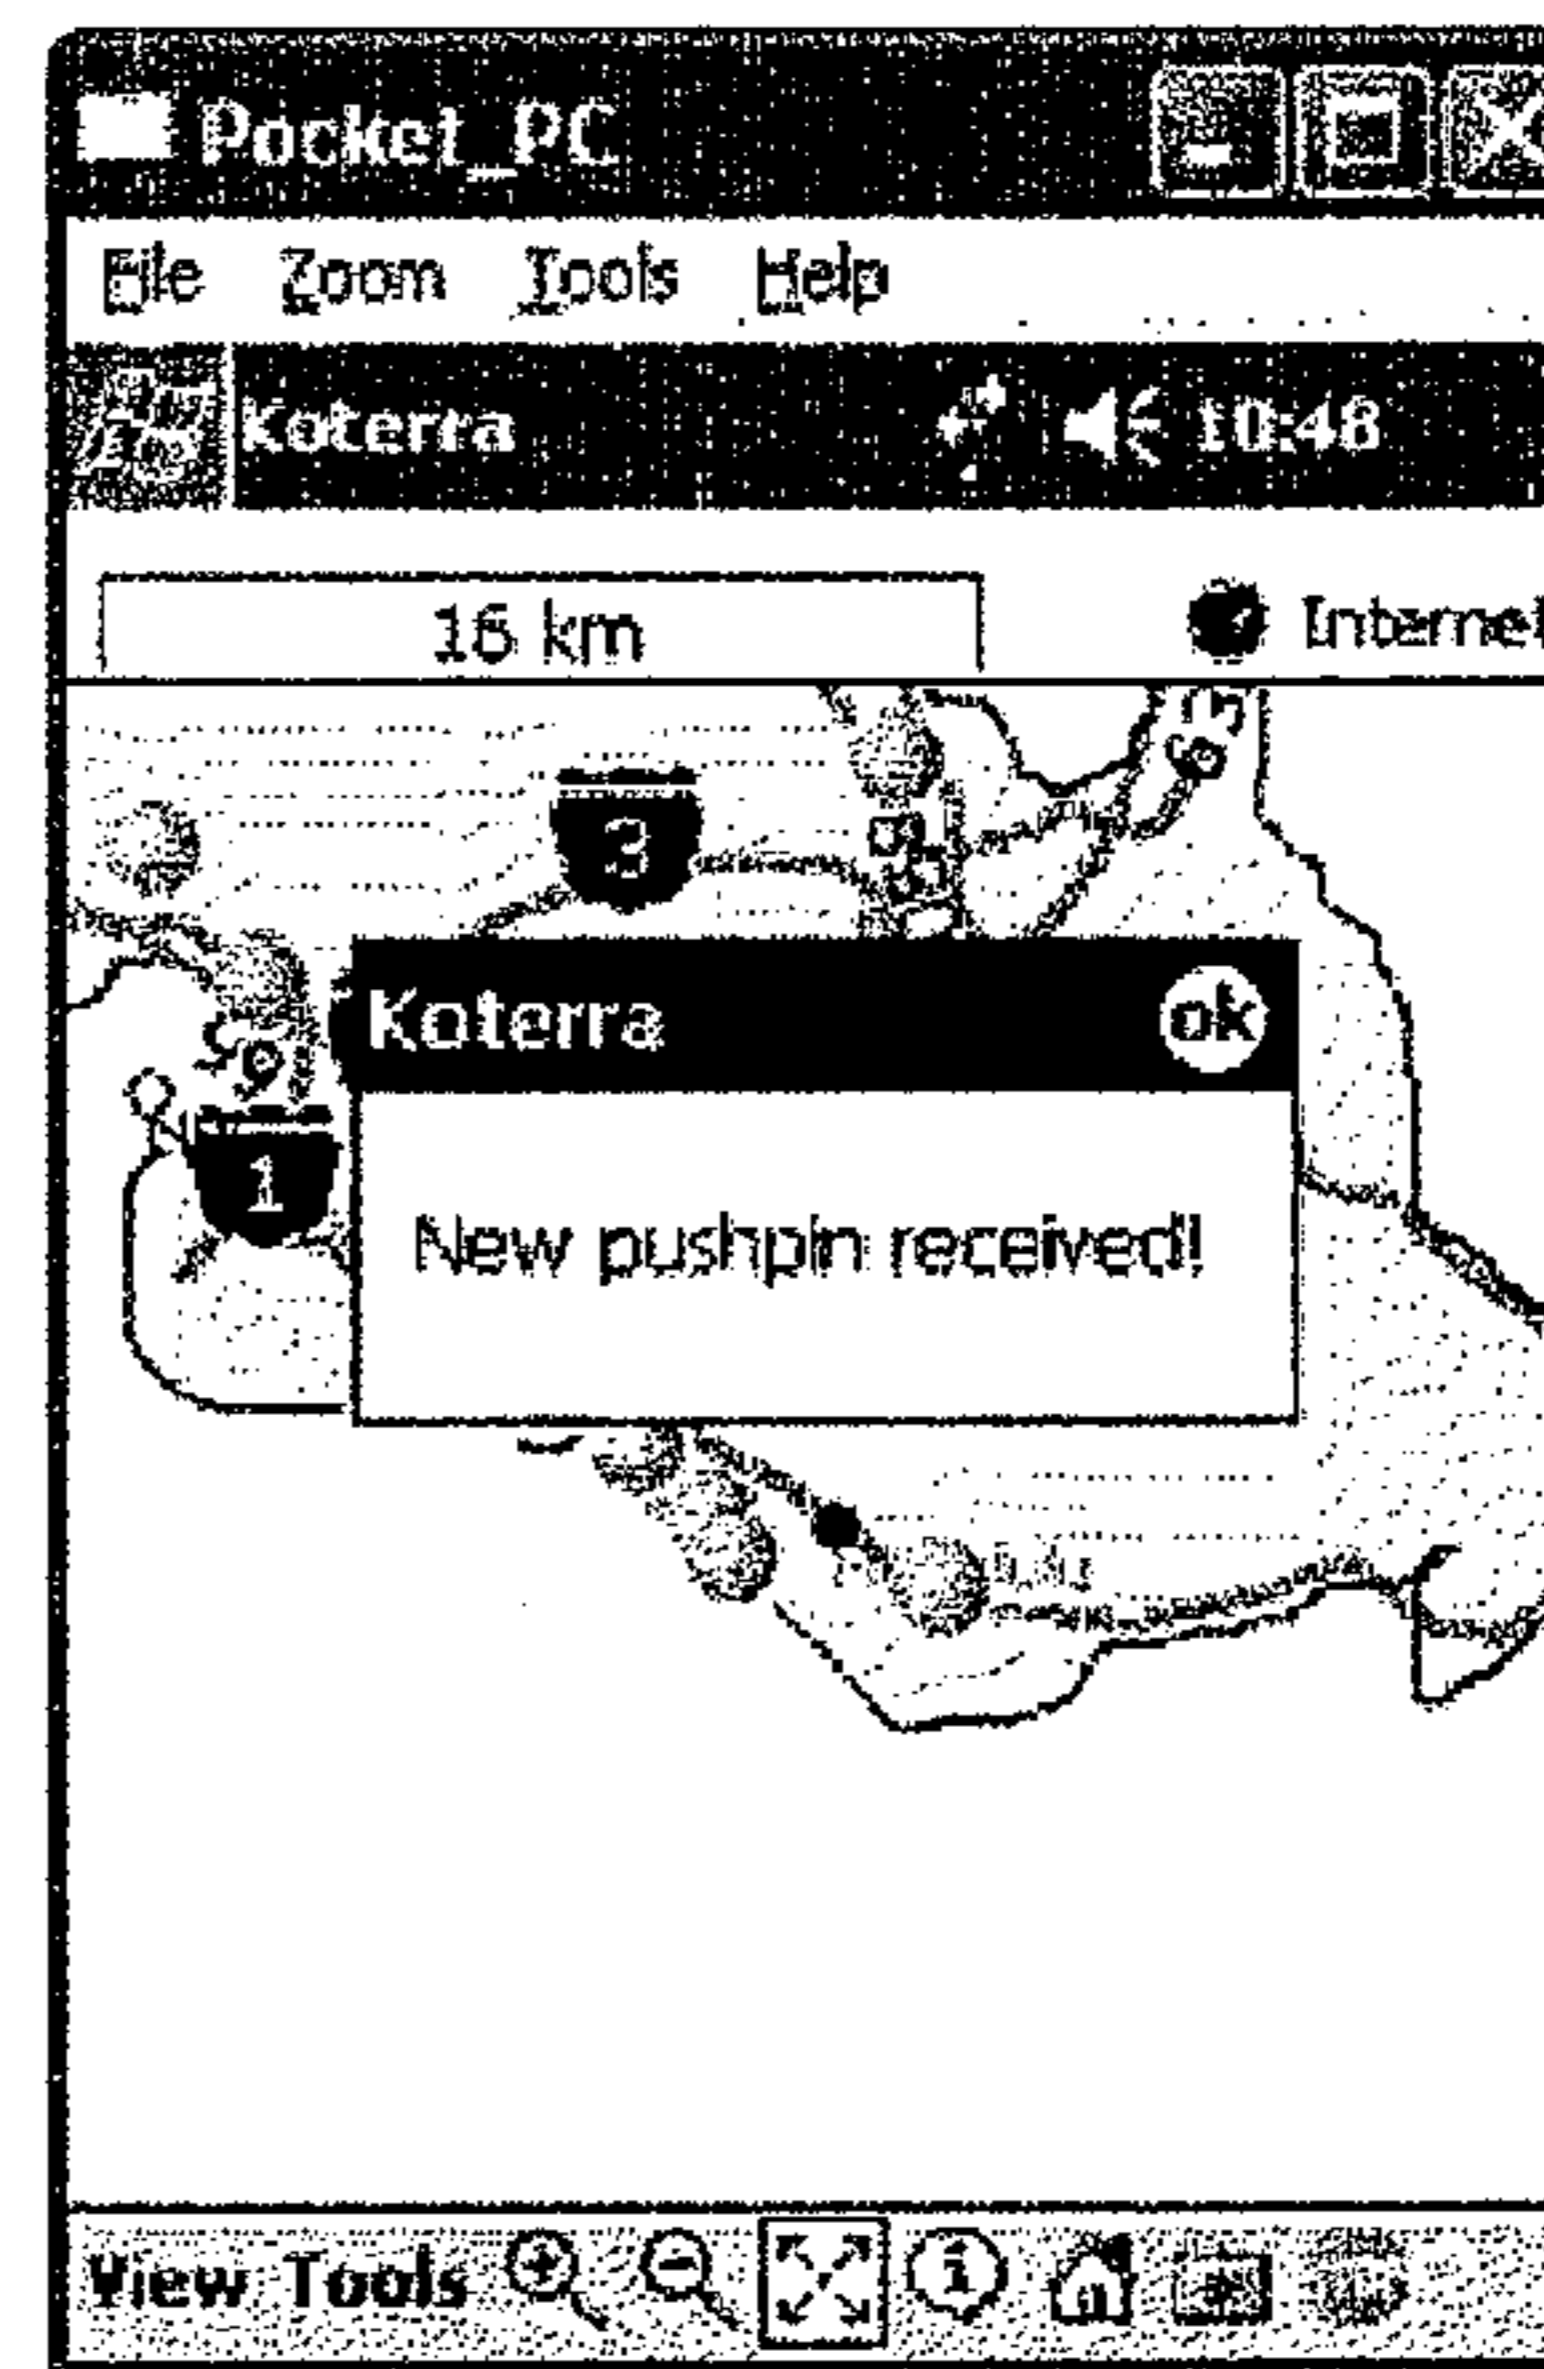 Pocket_PC
File Zoom Tools Help
Koterra 10:48
16 km Internet
63
3
1
Koterra ok
New pushpin received!
View Tools